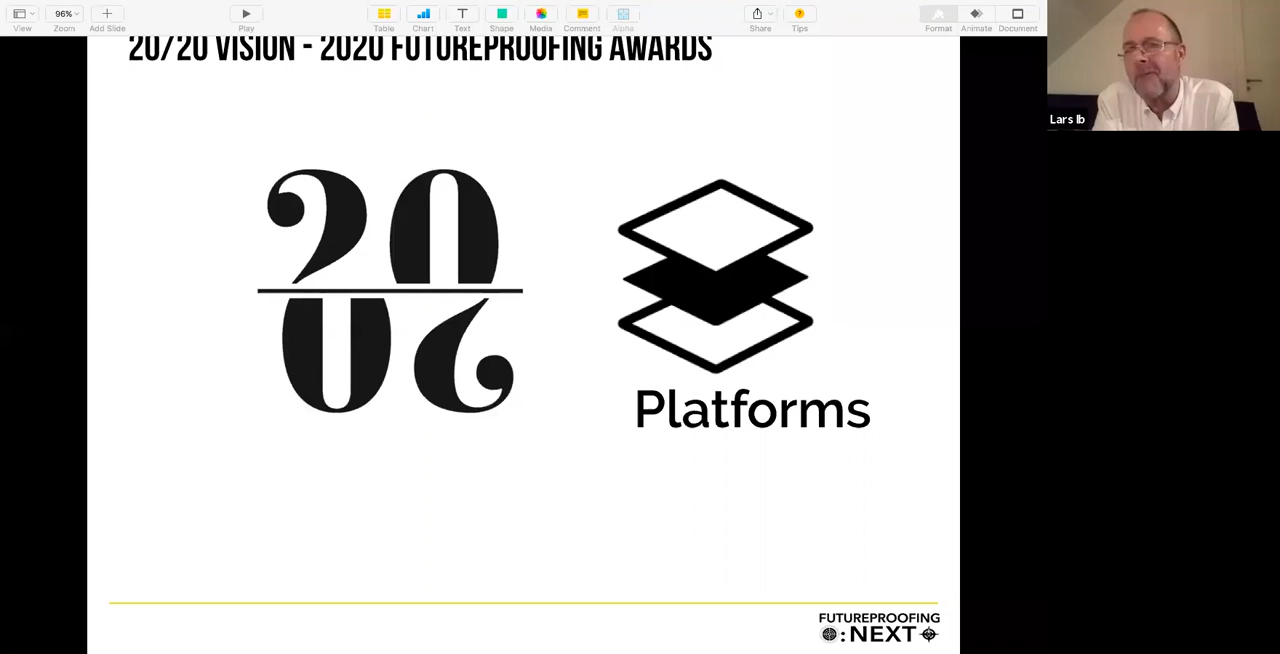 View
96%
Zoom
Add Slide
Play
Table
Chart
Text
Shape
Media
Comment
Alpha
Share
Tips
Format
Animate
Document
20/20 VISION - 2020 FUTUREPROOFING AWARDS
Lars Ib
20
20
Platforms
FUTUREPROOFING
:NEXT